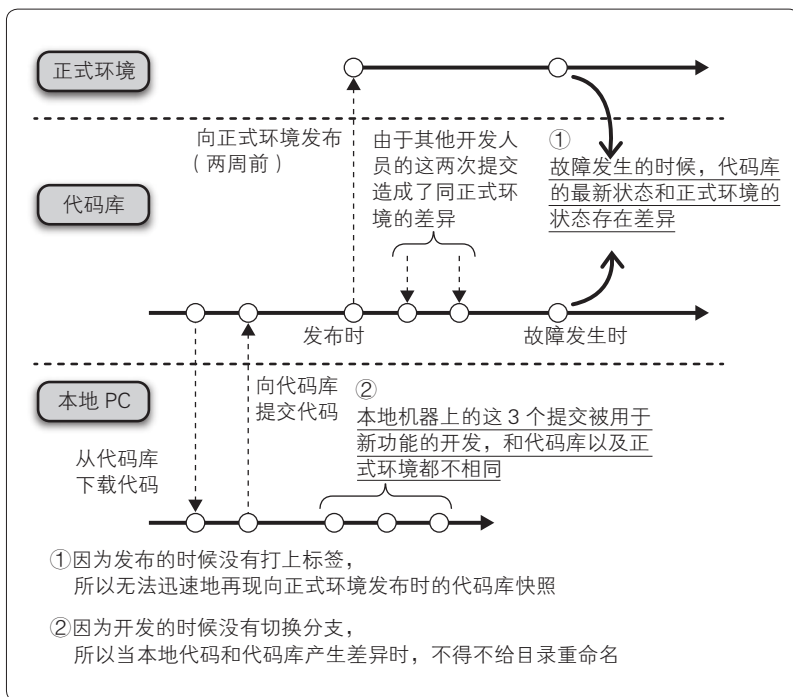 正式环境
向正式环境发布
(两周前)
由于其他开发人
员的这两次提交
造成了同正式环
境的差异
①
故障发生的时候，代码库
的最新状态和正式环境的
状态存在差异
代码库
发布时
故障发生时
本地 PC
向代码库
提交代码
②
本地机器上的这 3 个提交被用于
新功能的开发，和代码库以及正
式环境都不相同
从代码库
下载代码
①因为发布的时候没有打上标签，
所以无法迅速地再现向正式环境发布时的代码库快照
②因为开发的时候没有切换分支，
所以当本地代码和代码库产生差异时，不得不给目录重命名